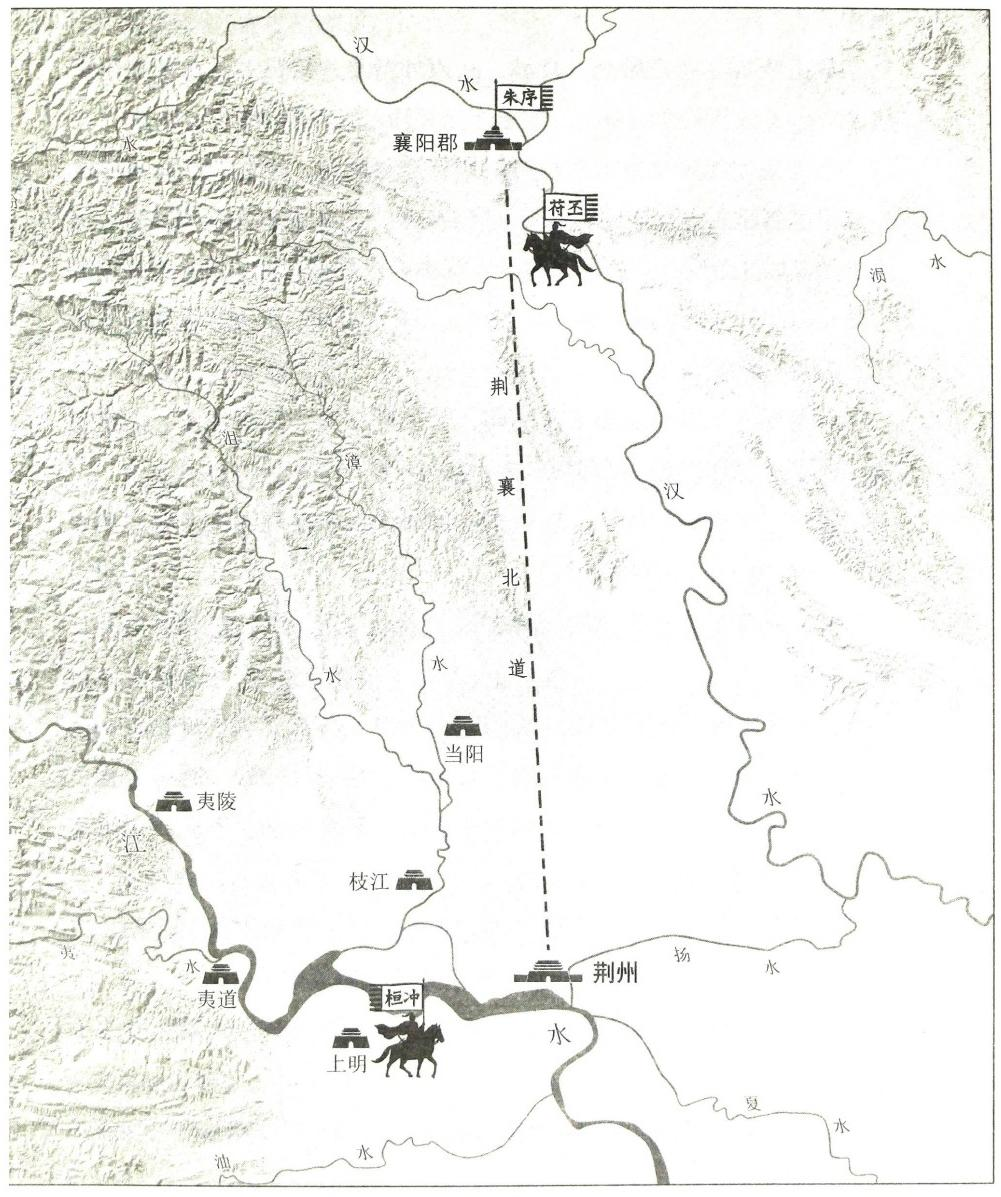 汉水
朱序
襄阳郡
水
苻丕
涢水
荆襄北道
沮水
漳水
汉水
当阳
夷陵
江水
枝江
夷水
夷道
荆州
扬水
桓冲
上明
夏水
油水